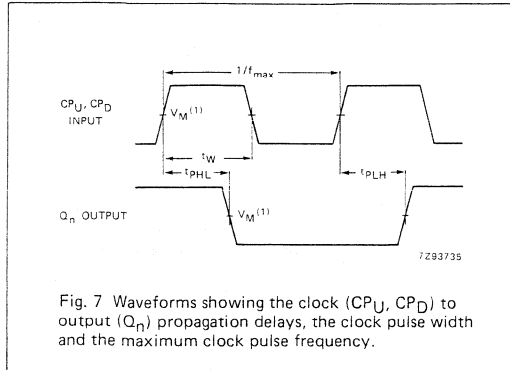 1/fmax
CPU, CPD
INPUT
VM(1)
tW
tPHL
tPLH
Qn OUTPUT
VM(1)
7Z93735
Fig. 7 Waveforms showing the clock (CPU, CPD) to
output (Qn) propagation delays, the clock pulse width
and the maximum clock pulse frequency.